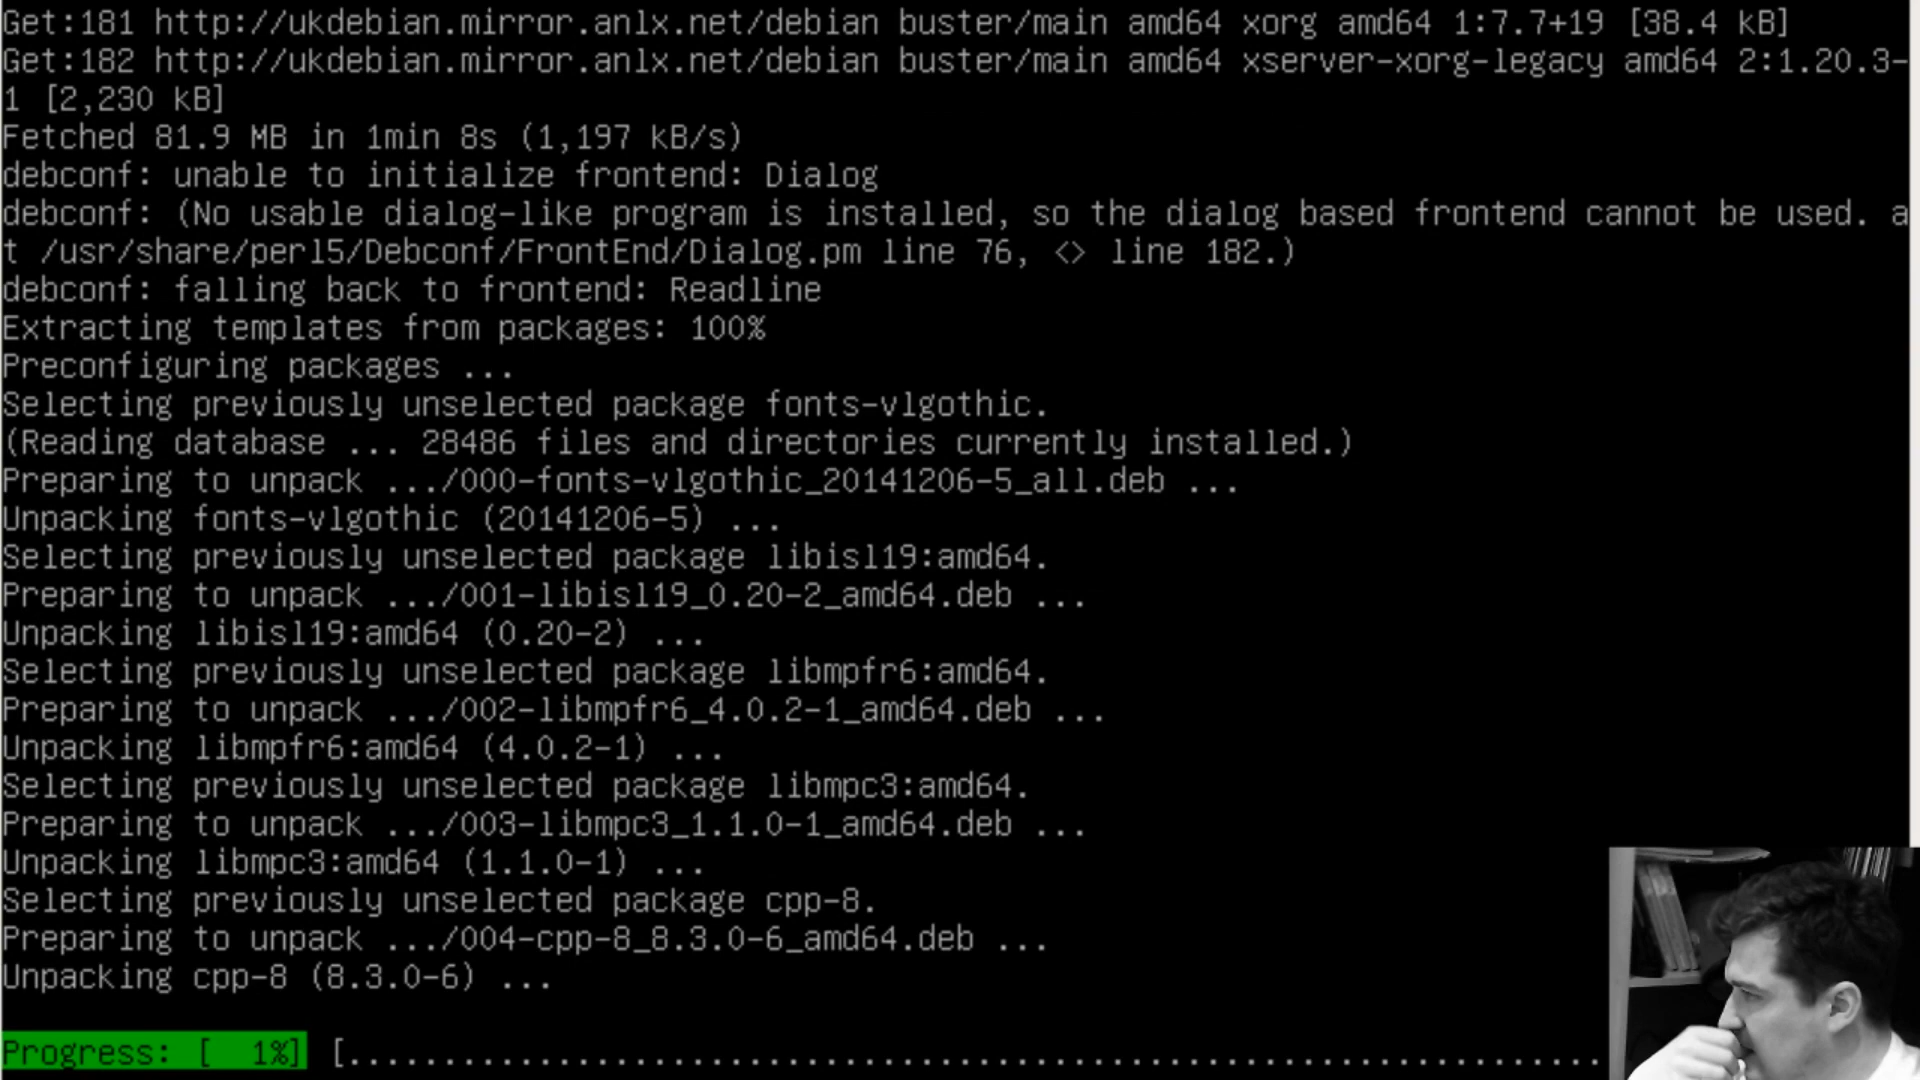 Get:181 http://ukdebian.mirror.anlx.net/debian buster/main amd64 xorg amd64 1:7.7+19 [38.4 kB]
Get:182 http://ukdebian.mirror.anlx.net/debian buster/main amd64 xserver-xorg-legacy amd64 2:1.20.3-
1 [2,230 kB]
Fetched 81.9 MB in 1min 8s (1,197 kB/s)
debconf: unable to initialize frontend: Dialog
debconf: (No usable dialog-like program is installed, so the dialog based frontend cannot be used. a
t /usr/share/perl5/Debconf/FrontEnd/Dialog.pm line 76, <> line 182.)
debconf: falling back to frontend: Readline
Extracting templates from packages: 100%
Preconfiguring packages ...
Selecting previously unselected package fonts-vlgothic.
(Reading database ... 28486 files and directories currently installed.)
Preparing to unpack .../000-fonts-vlgothic_20141206-5_all.deb ...
Unpacking fonts-vlgothic (20141206-5) ...
Selecting previously unselected package libisl19:amd64.
Preparing to unpack .../001-libisl19_0.20-2_amd64.deb ...
Unpacking libisl19:amd64 (0.20-2) ...
Selecting previously unselected package libmpfr6:amd64.
Preparing to unpack .../002-libmpfr6_4.0.2-1_amd64.deb ...
Unpacking libmpfr6:amd64 (4.0.2-1) ...
Selecting previously unselected package libmpc3:amd64.
Preparing to unpack .../003-libmpc3_1.1.0-1_amd64.deb ...
Unpacking libmpc3:amd64 (1.1.0-1) ...
Selecting previously unselected package cpp-8.
Preparing to unpack .../004-cpp-8_8.3.0-6_amd64.deb ...
Unpacking cpp-8 (8.3.0-6) ...
Progress: [  1%] [..................................................................